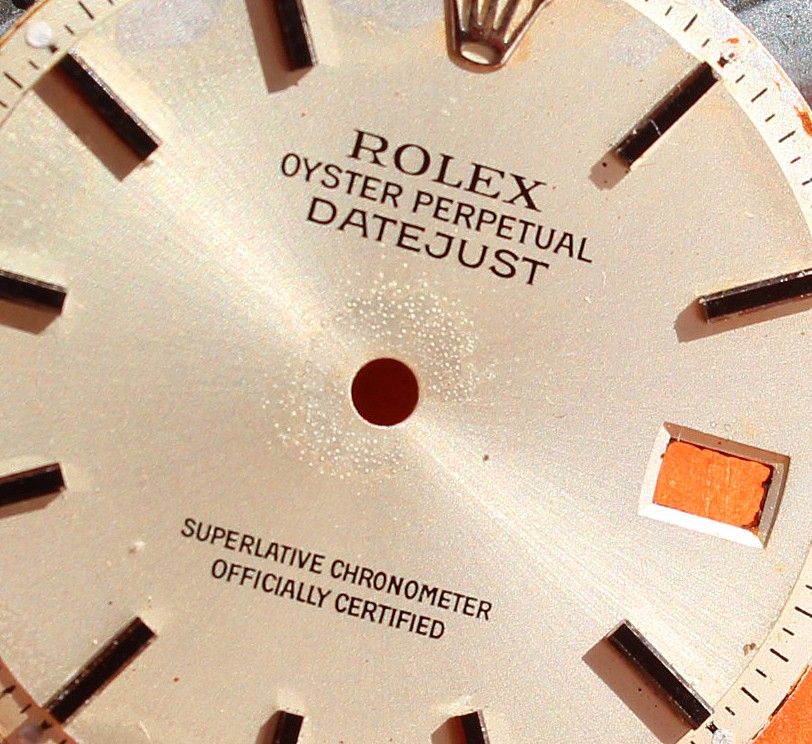 ROLEX
OYSTER PERPETUAL
DATEJUST
SUPERLATIVE CHRONOMETER
OFFICIALLY CERTIFIED